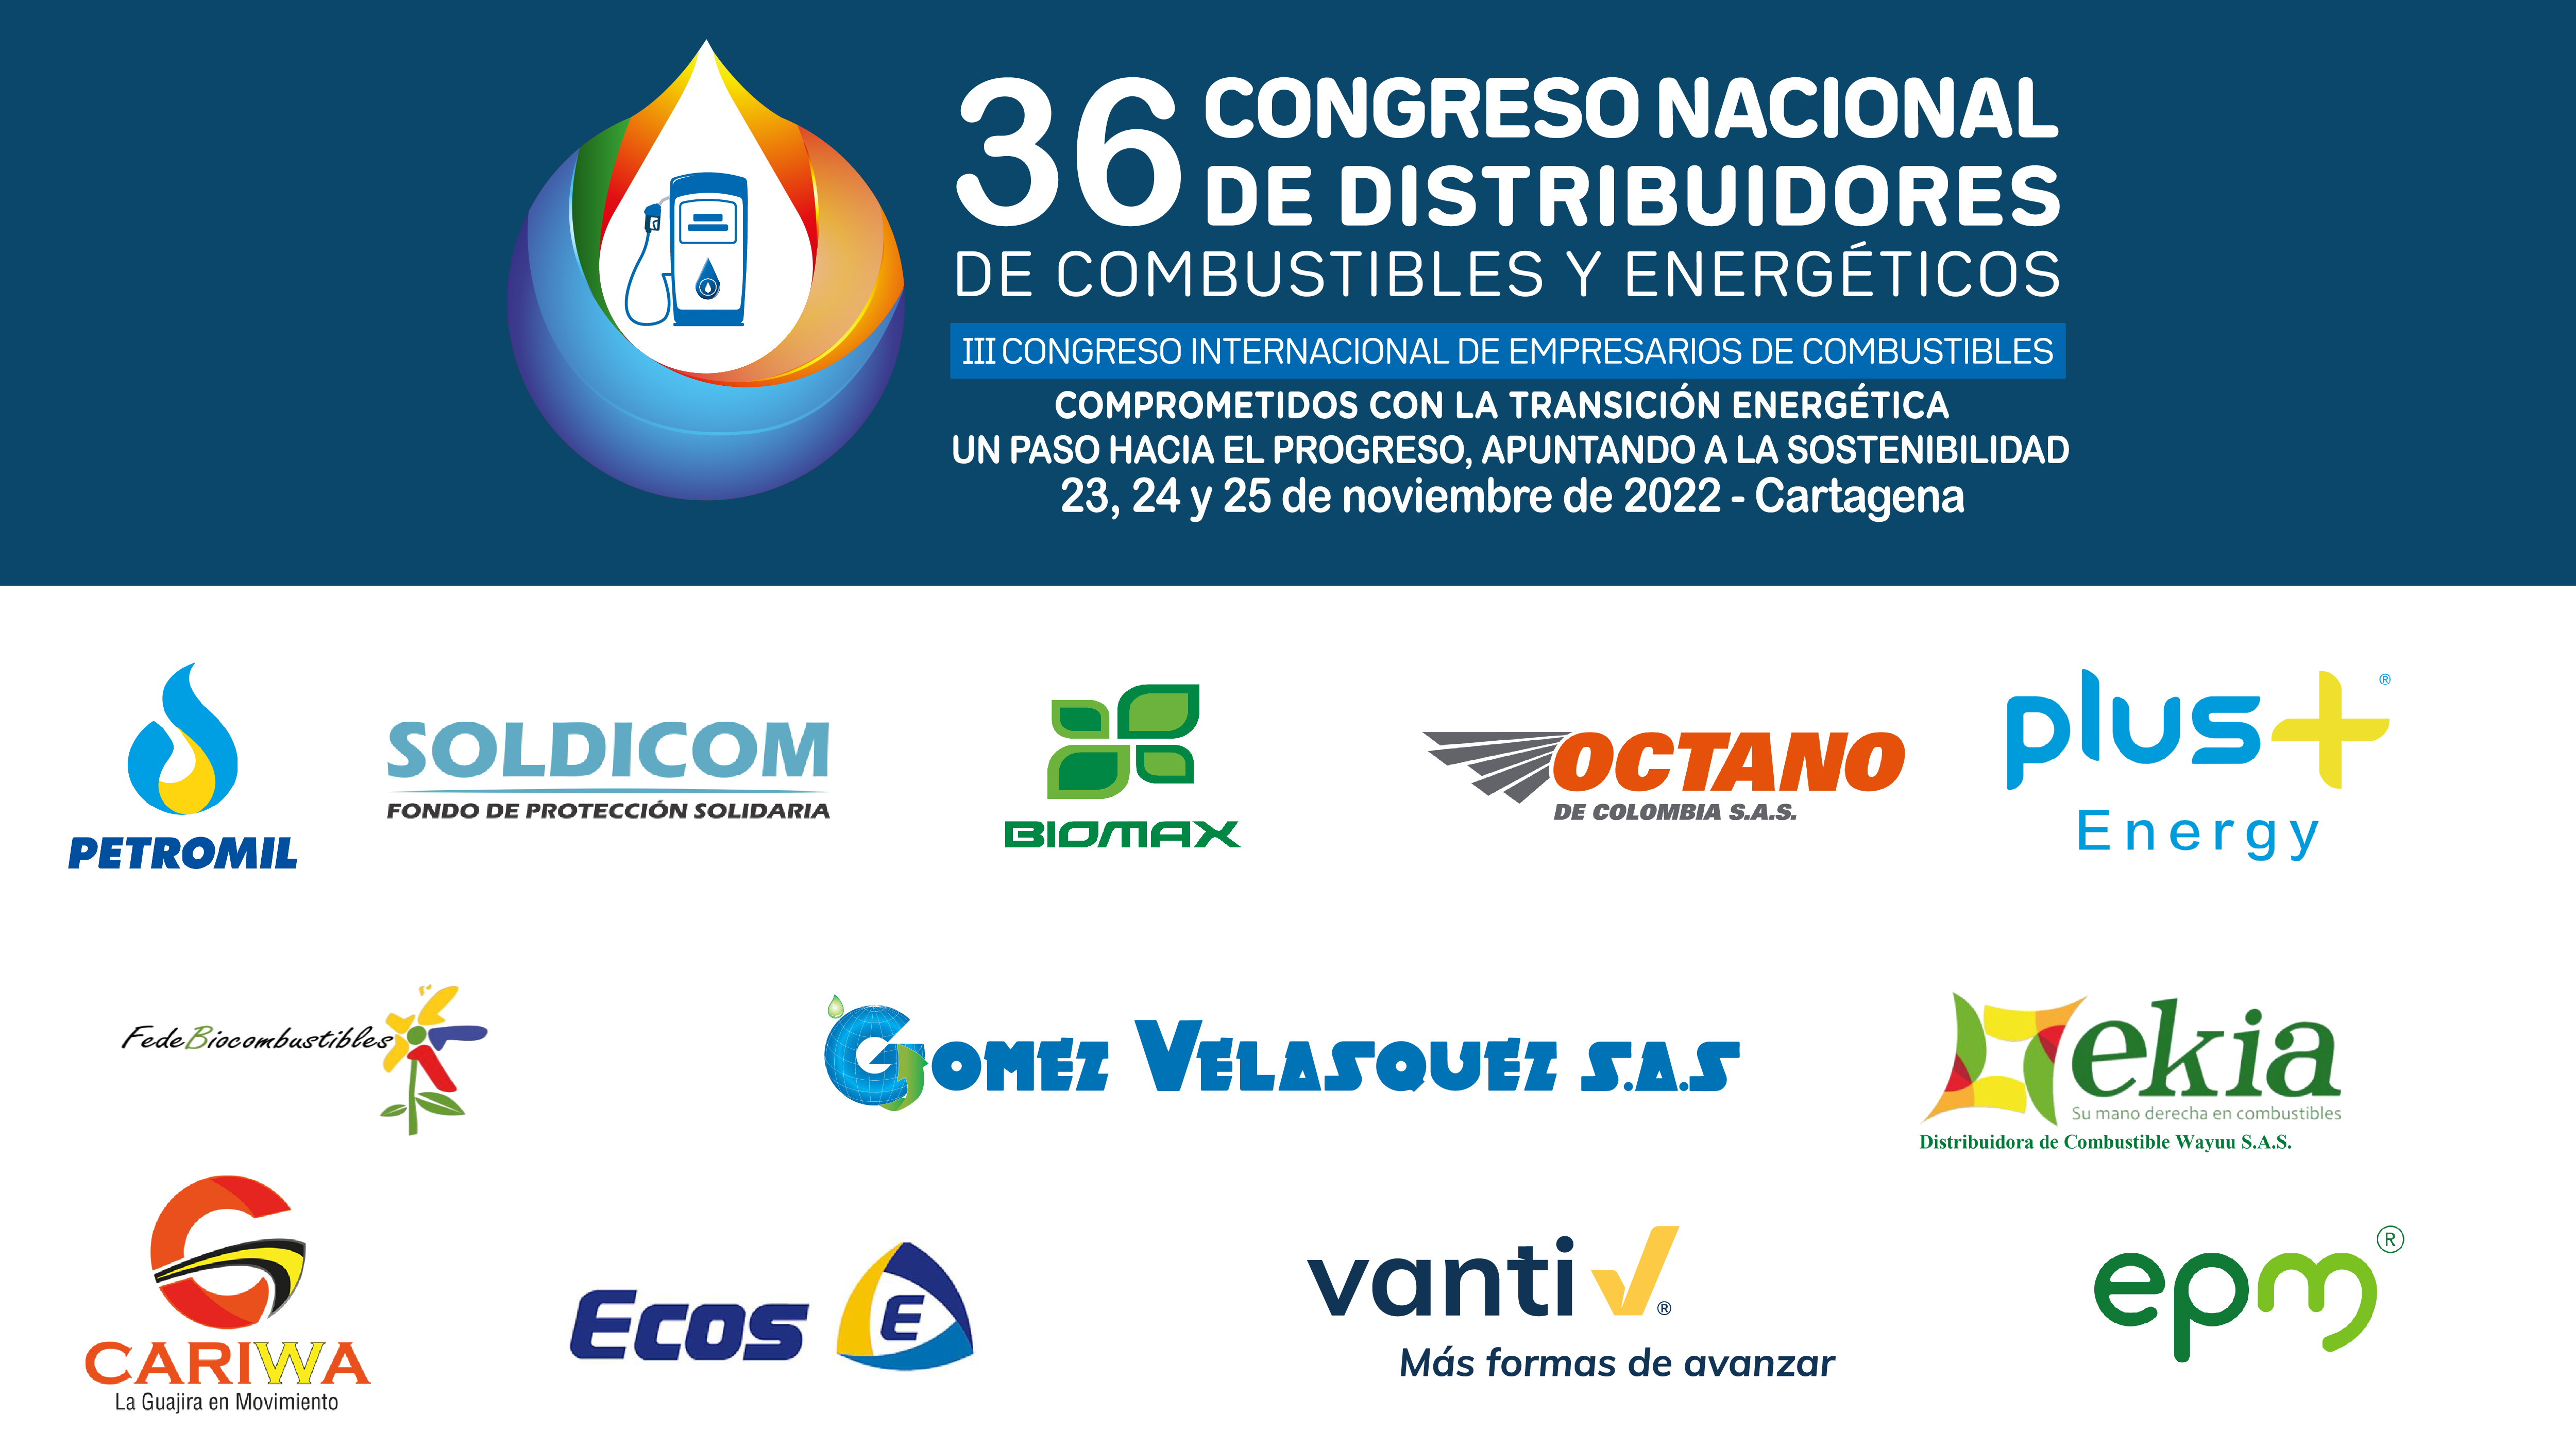 36 CONGRESO NACIONAL
DE DISTRIBUIDORES
DE COMBUSTIBLES Y ENERGÉTICOS
III CONGRESO INTERNACIONAL DE EMPRESARIOS DE COMBUSTIBLES
COMPROMETIDOS CON LA TRANSICIÓN ENERGÉTICA
UN PASO HACIA EL PROGRESO, APUNTANDO A LA SOSTENIBILIDAD
23, 24 y 25 de noviembre de 2022 - Cartagena
PETROMIL
SOLDICOM
FONDO DE PROTECCIÓN SOLIDARIA
BIOMAX
OCTANO
DE COLOMBIA S.A.S.
plus+ ®
Energy
FedeBiocombustibles
GOMEZ VELASQUEZ S.A.S
ekia
Su mano derecha en combustibles
Distribuidora de Combustible Wayuu S.A.S.
CARIWA
La Guajira en Movimiento
ECOS E
vanti ®
Más formas de avanzar
epm ®